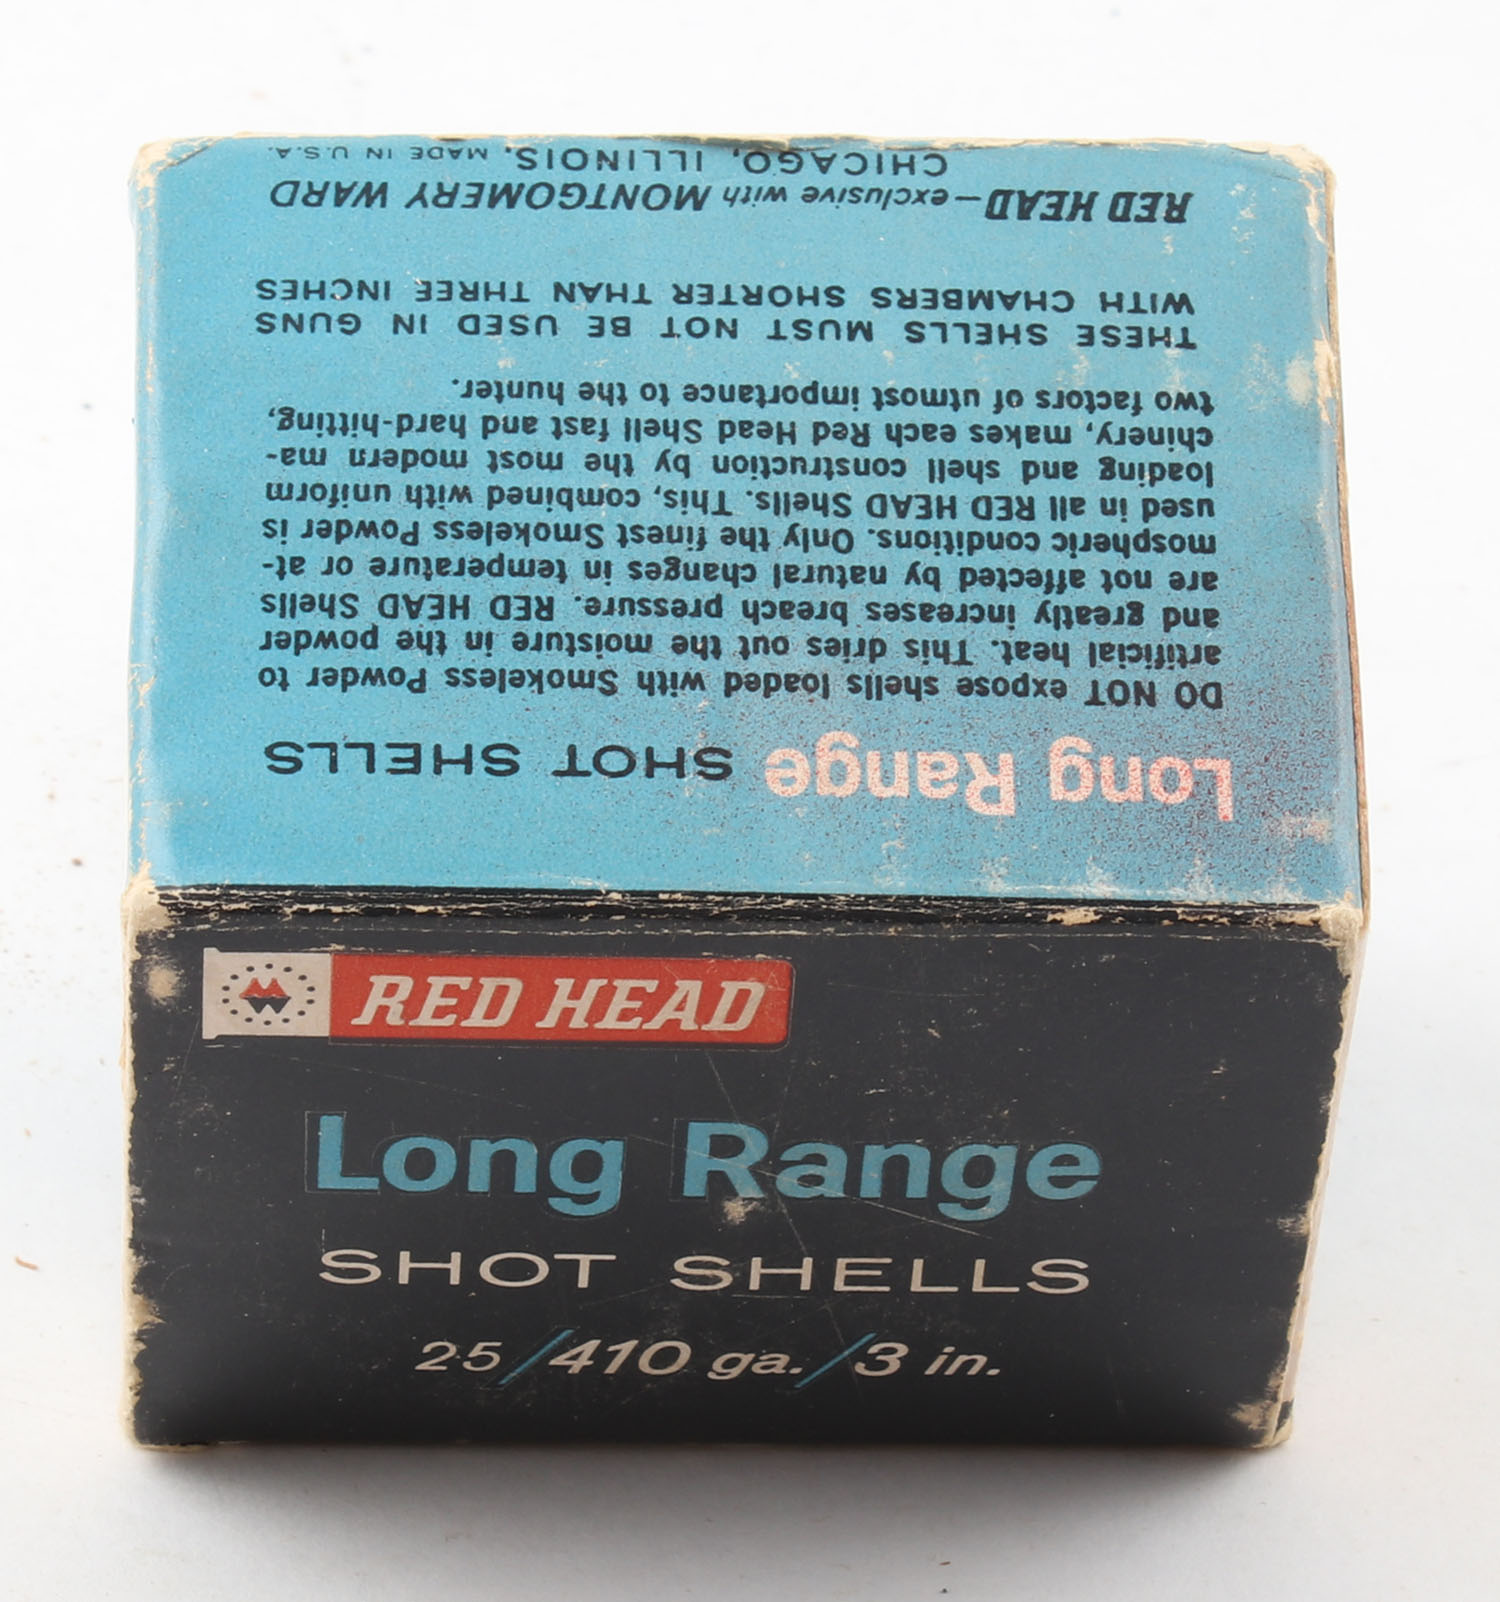 Long Range SHOT SHELLS
DO NOT expose shells loaded with Smokeless Powder to
artificial heat. This dries out the moisture in the powder
and greatly increases breach pressure. RED HEAD Shells
are not affected by natural changes in temperature or at-
mospheric conditions. Only the finest Smokeless Powder is
used in all RED HEAD Shells. This, combined with uniform
loading and shell construction by the most modern ma-
chinery, makes each Red Head Shell fast and hard-hitting,
two factors of utmost importance to the hunter.
THESE SHELLS MUST NOT BE USED IN GUNS
WITH CHAMBERS SHORTER THAN THREE INCHES
RED HEAD—exclusive with MONTGOMERY WARD
CHICAGO, ILLINOIS. MADE IN U.S.A.
RED HEAD
Long Range
SHOT SHELLS
25/410 ga./3 in.